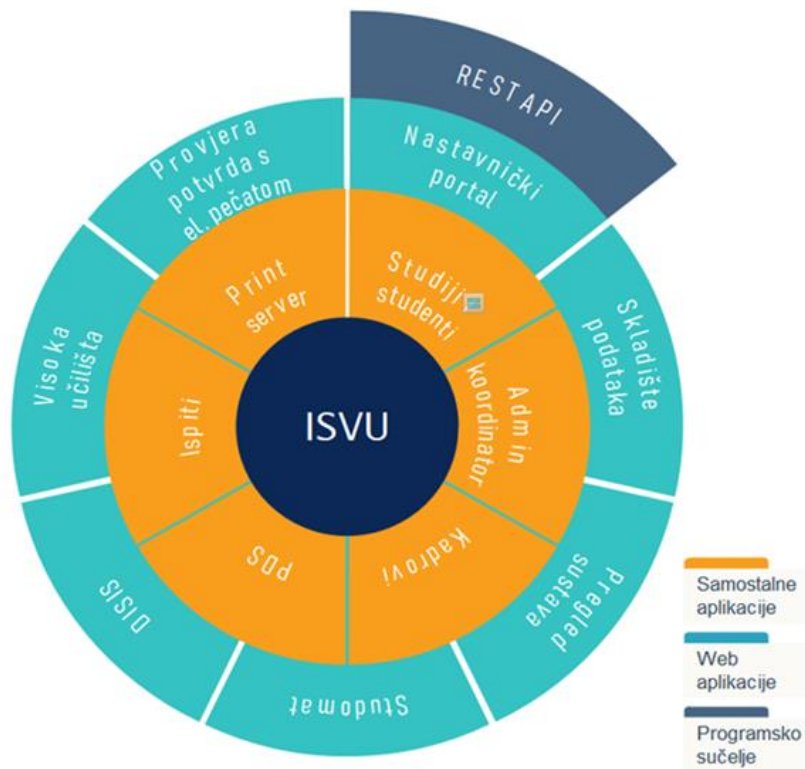 RESTAPI
Nastavnički
portal
Skladište
podataka
Pregled
sustava
Studomat
DISIS
Visoka
učilišta
Provjera
potvrda s
el. pečatom
Studiji i
studenti
Admin
koordinator
Kadrovi
PDS
Ispiti
Print
server
ISVU
Samostalne
aplikacije
Web
aplikacije
Programsko
sučelje